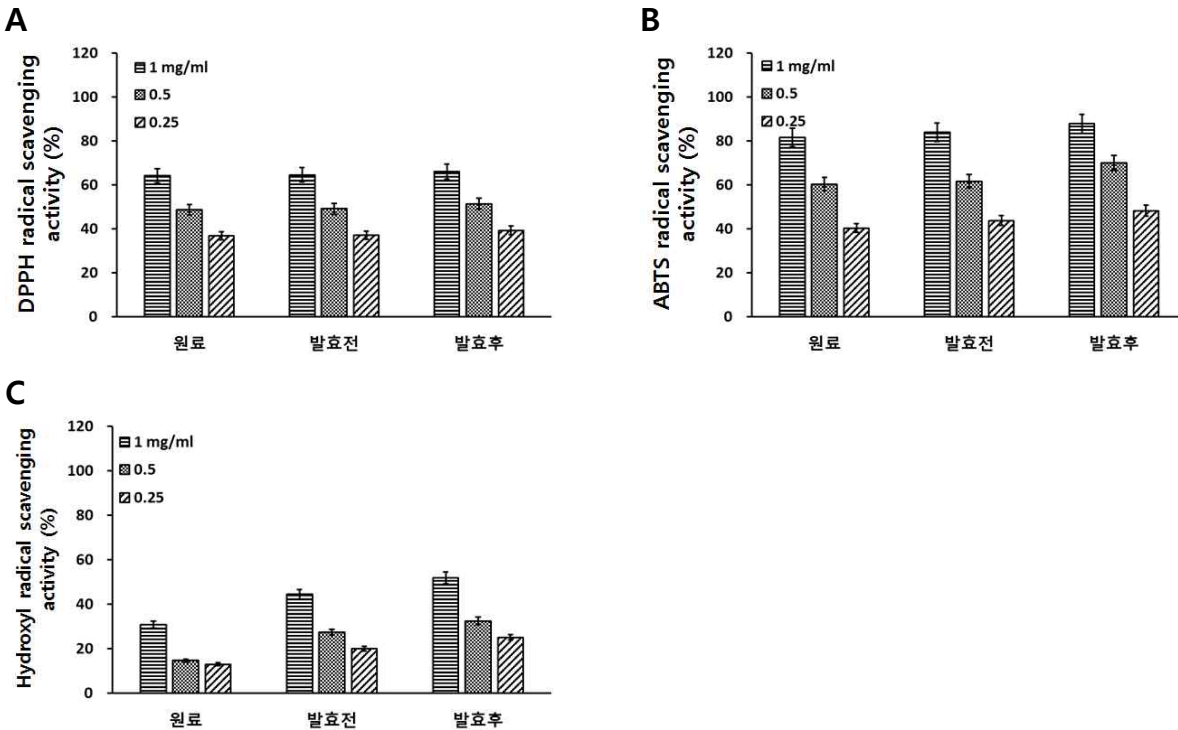 A
DPPH radical scavenging
activity (%)
120
100
80
60
40
20
0
1 mg/ml
0.5
0.25
원료
발효전
발효후
B
ABTS radical scavenging
activity (%)
120
100
80
60
40
20
0
1 mg/ml
0.5
0.25
원료
발효전
발효후
C
Hydroxyl radical scavenging
activity (%)
120
100
80
60
40
20
0
1 mg/ml
0.5
0.25
원료
발효전
발효후